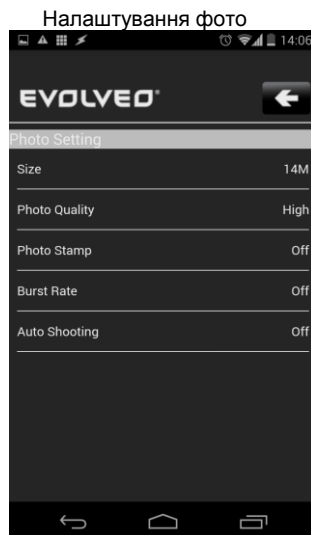 Налаштування фото
14:06
EVOLVEO®
Photo Setting
Size 14M
Photo Quality High
Photo Stamp Off
Burst Rate Off
Auto Shooting Off